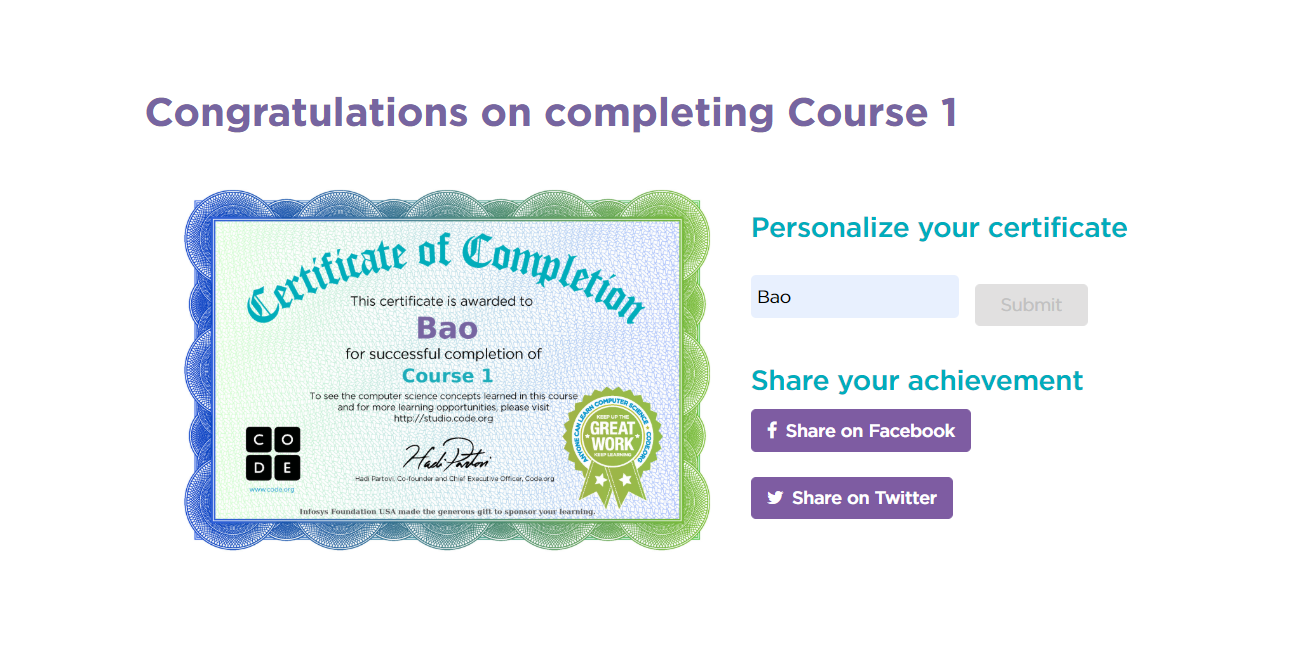 Congratulations on completing Course 1
Certificate of Completion
This certificate is awarded to
Bao
for successful completion of
Course 1
To see the computer science concepts learned in this course
and for more learning opportunities, please visit
http://studio.code.org
C O
D E
www.code.org
Hadi Partovi
Hadi Partovi, Co-founder and Chief Executive Officer, Code.org
ANYONE CAN LEARN COMPUTER SCIENCE • CODE.ORG •
KEEP UP THE
GREAT
WORK
KEEP LEARNING
Infosys Foundation USA made the generous gift to sponsor your learning.
Personalize your certificate
Bao
Submit
Share your achievement
Share on Facebook
Share on Twitter